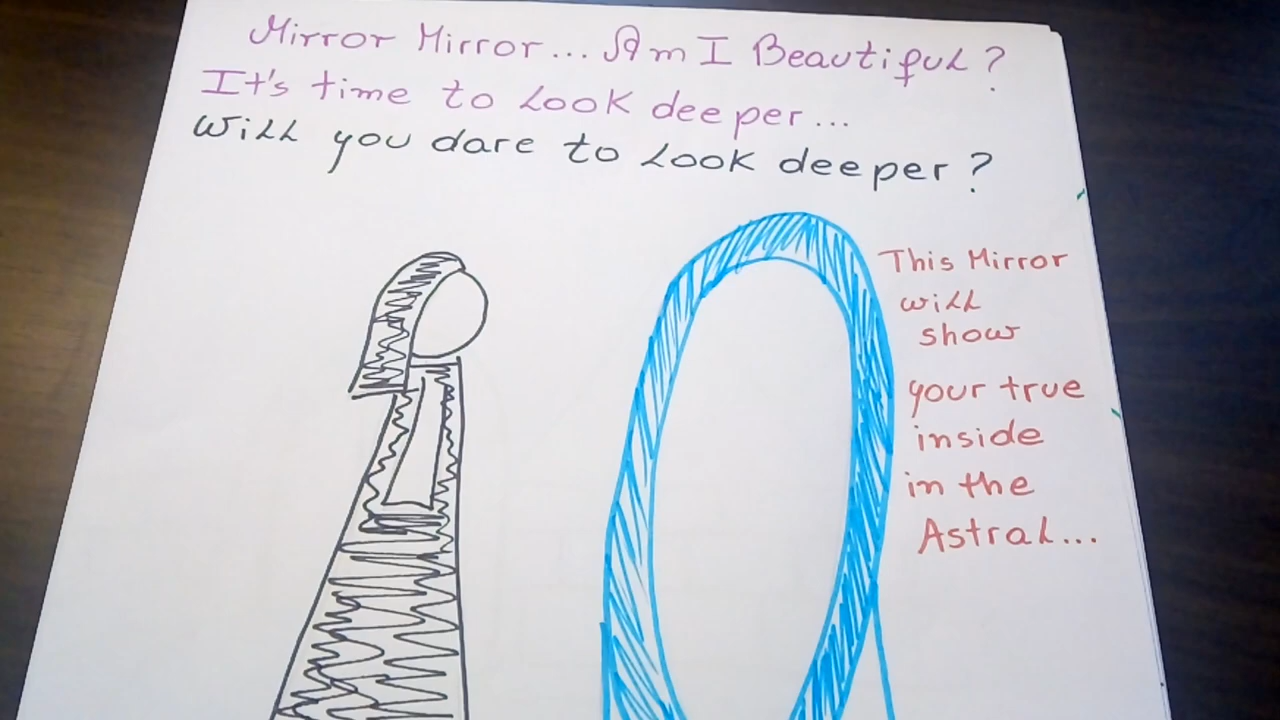 Mirror Mirror... Am I Beautiful?
It's time to Look deeper...
Will you dare to Look deeper?
This Mirror
will
show
your true
inside
in the
Astral...